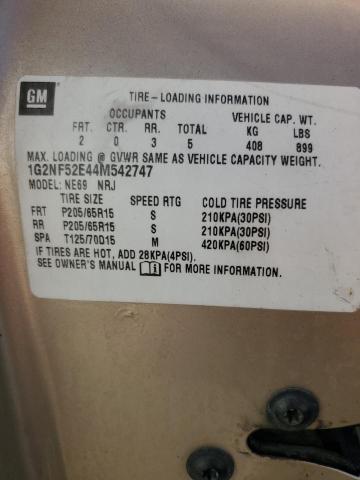 GM
TIRE-LOADING INFORMATION
OCCUPANTS VEHICLE CAP. WT.
FRT. CTR. RR. TOTAL KG LBS
2 0 3 5 408 899
MAX. LOADING @ GVWR SAME AS VEHICLE CAPACITY WEIGHT.
1G2NF52E44M542747
MODEL: NE69 NRJ
TIRE SIZE SPEED RTG COLD TIRE PRESSURE
FRT P205/65R15 S 210KPA(30PSI)
RR P205/65R15 S 210KPA(30PSI)
SPA T125/70D15 M 420KPA(60PSI)
IF TIRES ARE HOT, ADD 28KPA(4PSI).
SEE OWNER'S MANUAL FOR MORE INFORMATION.